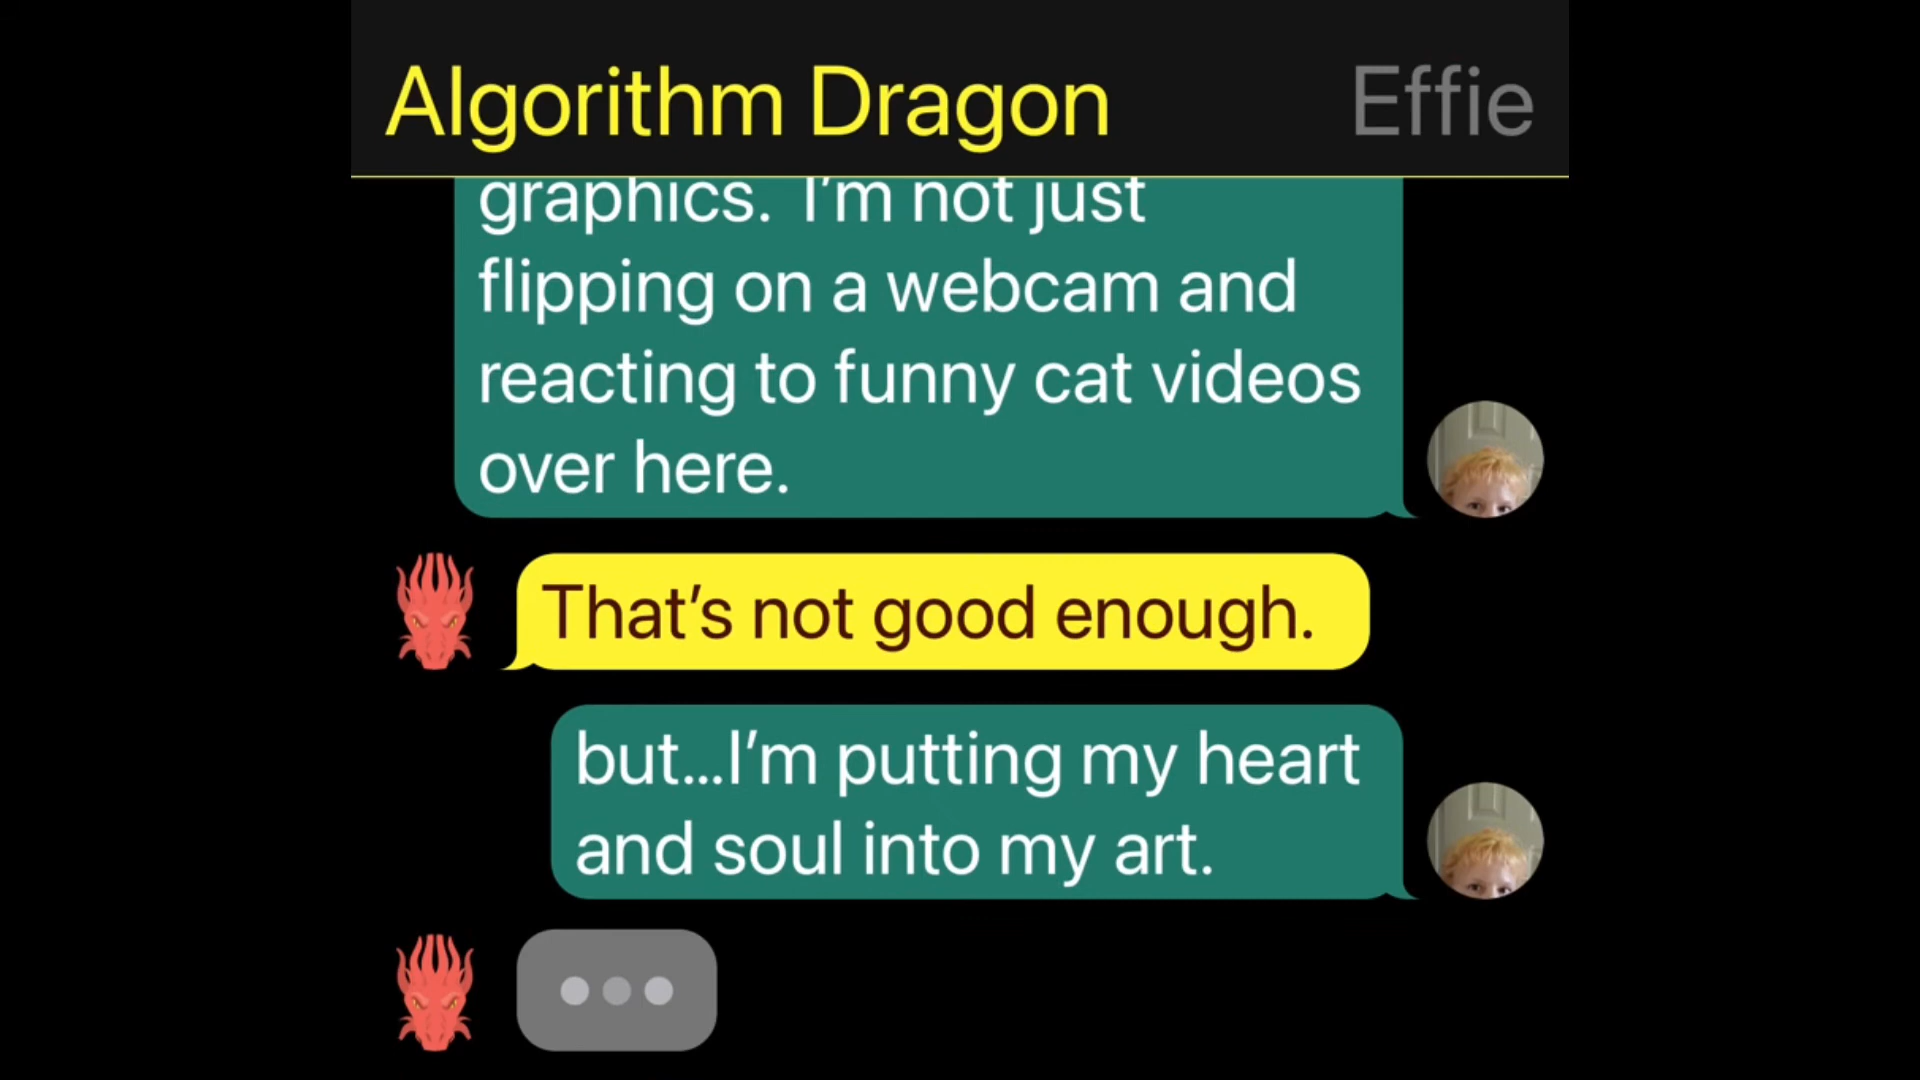 Algorithm Dragon
Effie
graphics. I'm not just
flipping on a webcam and
reacting to funny cat videos
over here.
That's not good enough.
but...I'm putting my heart
and soul into my art.